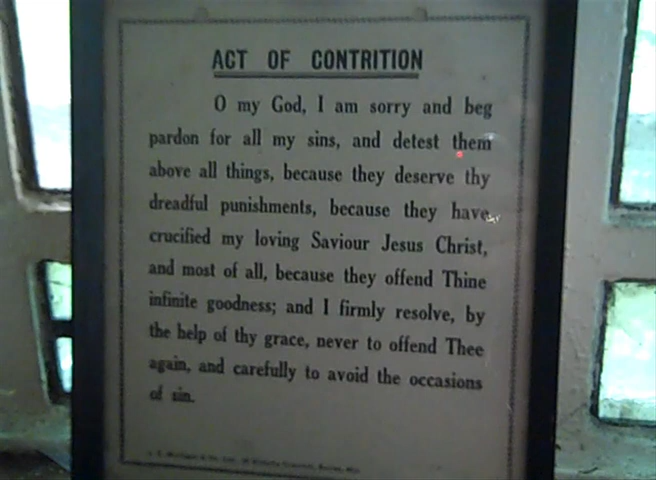 ACT OF CONTRITION
O my God, I am sorry and beg
pardon for all my sins, and detest them
above all things, because they deserve thy
dreadful punishments, because they have
crucified my loving Saviour Jesus Christ,
and most of all, because they offend Thine
infinite goodness; and I firmly resolve, by
the help of thy grace, never to offend Thee
again, and carefully to avoid the occasions
of sin.